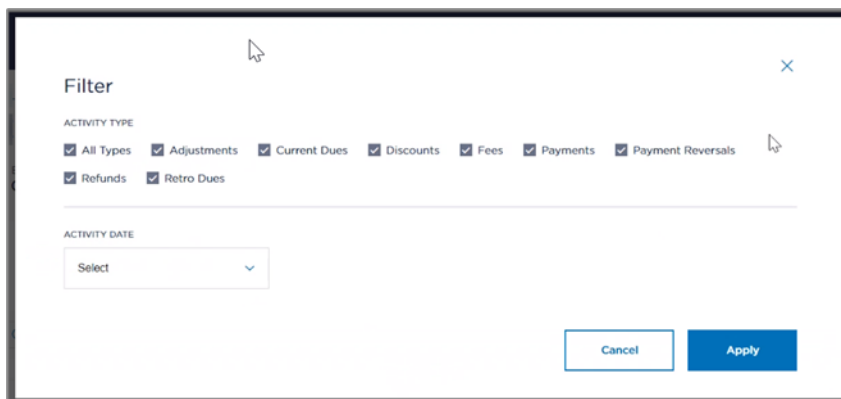 Filter
ACTIVITY TYPE
All Types Adjustments Current Dues Discounts Fees Payments Payment Reversals
Refunds Retro Dues
ACTIVITY DATE
Select
Cancel Apply